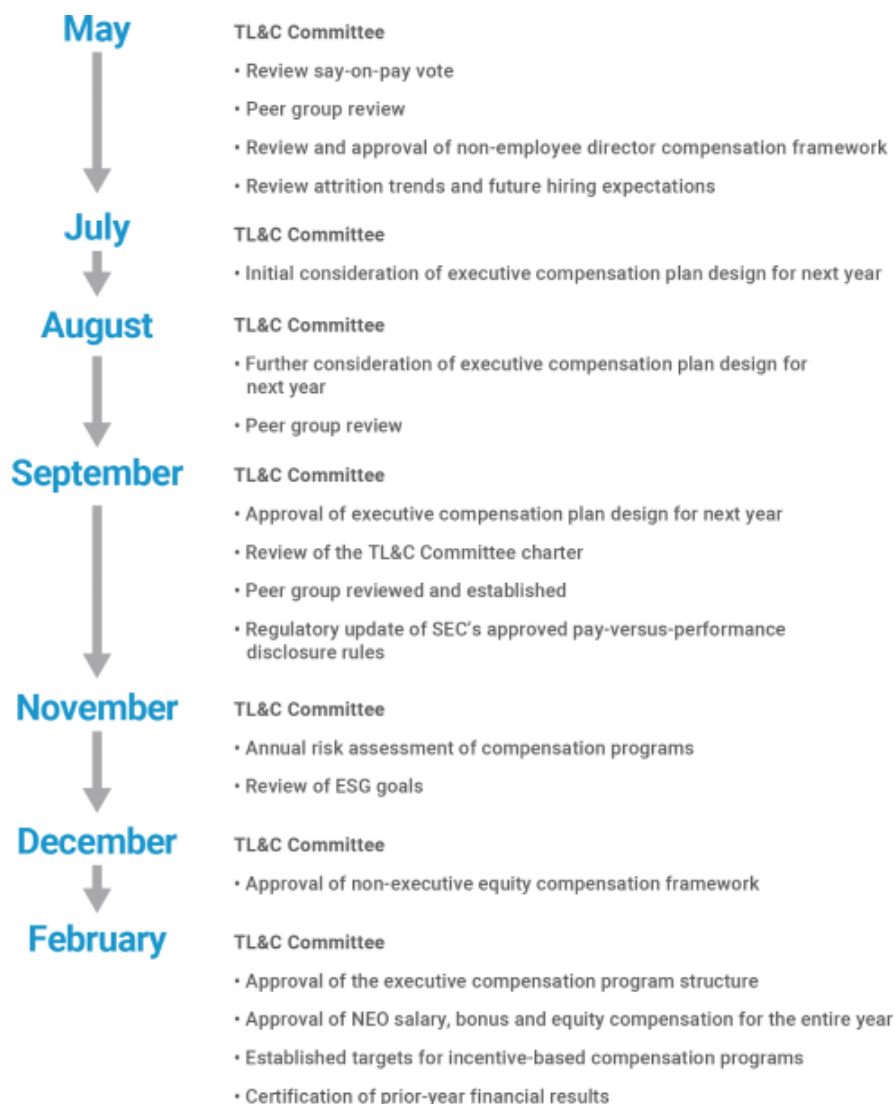 May
TL&C Committee
• Review say-on-pay vote
• Peer group review
• Review and approval of non-employee director compensation framework
• Review attrition trends and future hiring expectations
July
TL&C Committee
• Initial consideration of executive compensation plan design for next year
August
TL&C Committee
• Further consideration of executive compensation plan design for
next year
• Peer group review
September
TL&C Committee
• Approval of executive compensation plan design for next year
• Review of the TL&C Committee charter
• Peer group reviewed and established
• Regulatory update of SEC’s approved pay-versus-performance
disclosure rules
November
TL&C Committee
• Annual risk assessment of compensation programs
• Review of ESG goals
December
TL&C Committee
• Approval of non-executive equity compensation framework
February
TL&C Committee
• Approval of the executive compensation program structure
• Approval of NEO salary, bonus and equity compensation for the entire year
• Established targets for incentive-based compensation programs
• Certification of prior-year financial results